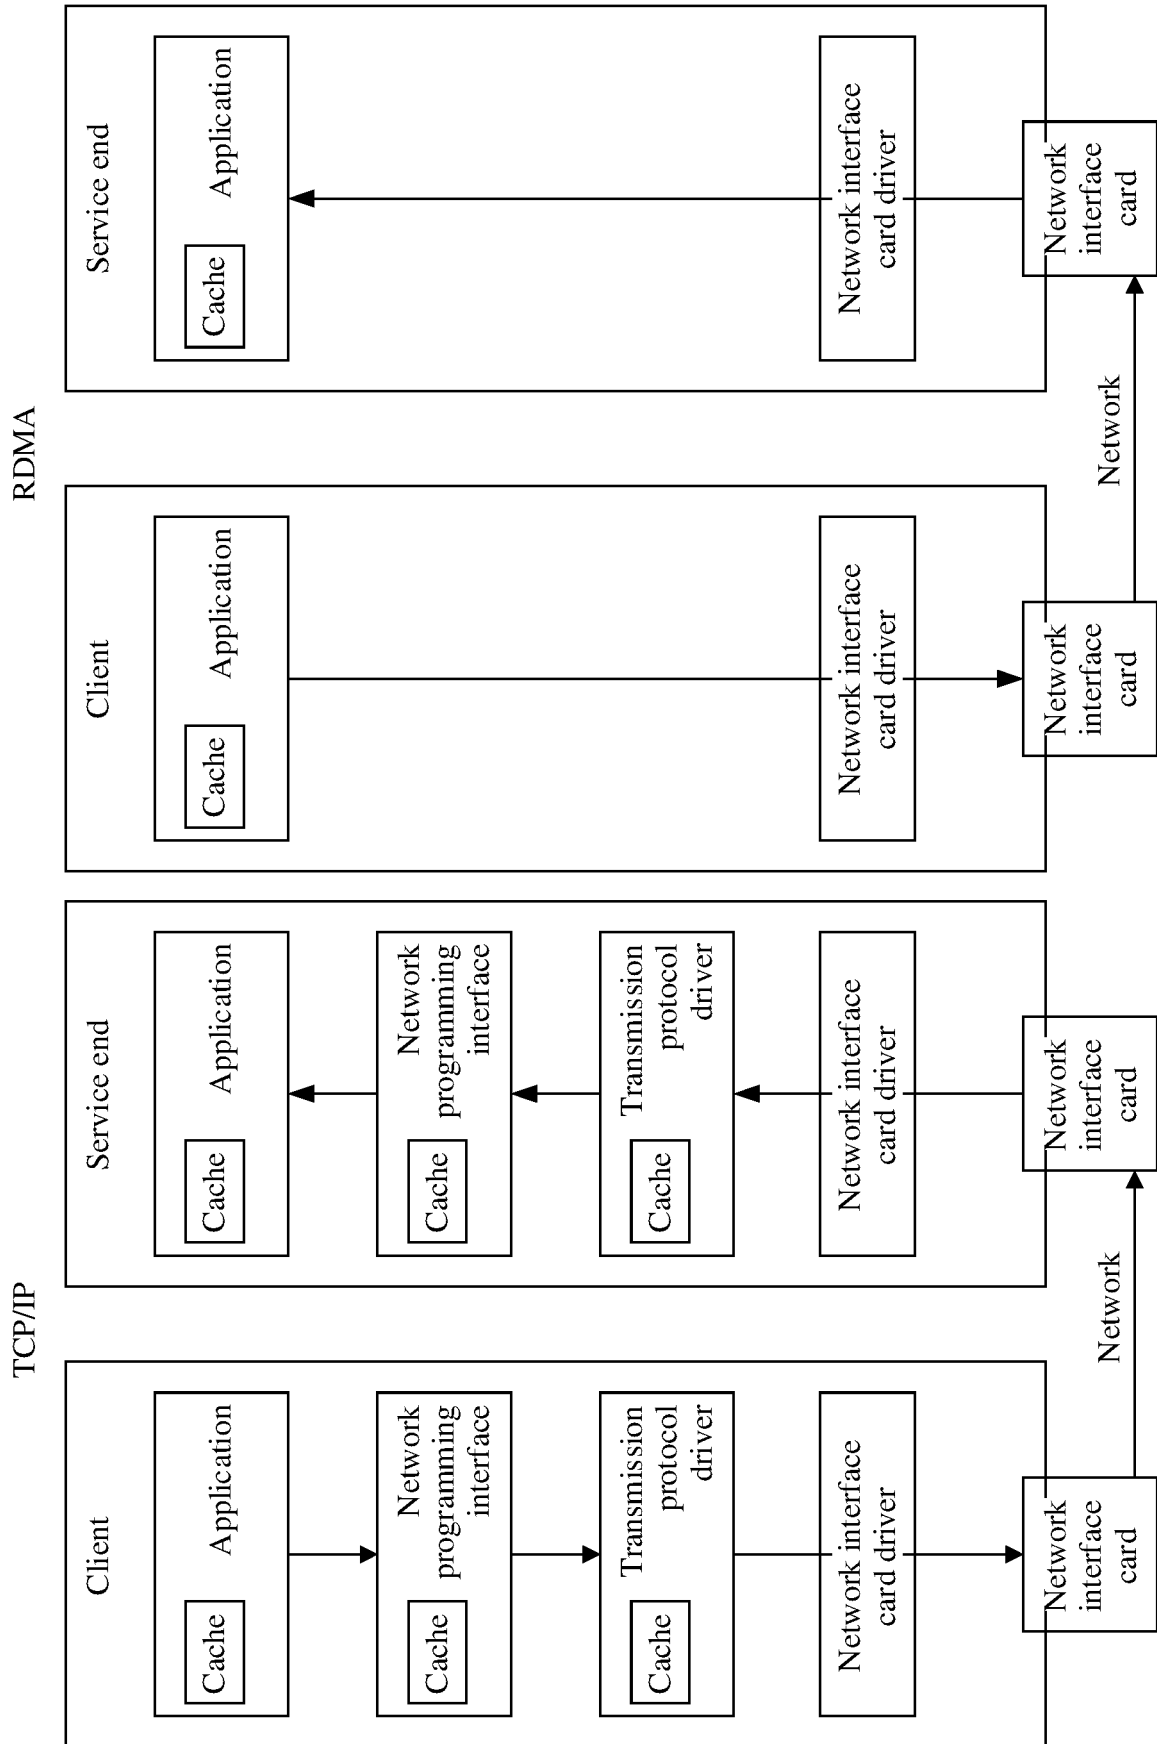 TCP/IP
Client
Cache
Application
Cache
Network
programming
interface
Cache
Transmission
protocol
driver
Network interface
card driver
Network
interface
card
Network
Service end
Cache
Application
Cache
Network
programming
interface
Cache
Transmission
protocol
driver
Network interface
card driver
Network
interface
card
RDMA
Client
Cache
Application
Network interface
card driver
Network
interface
card
Network
Service end
Cache
Application
Network interface
card driver
Network
interface
card